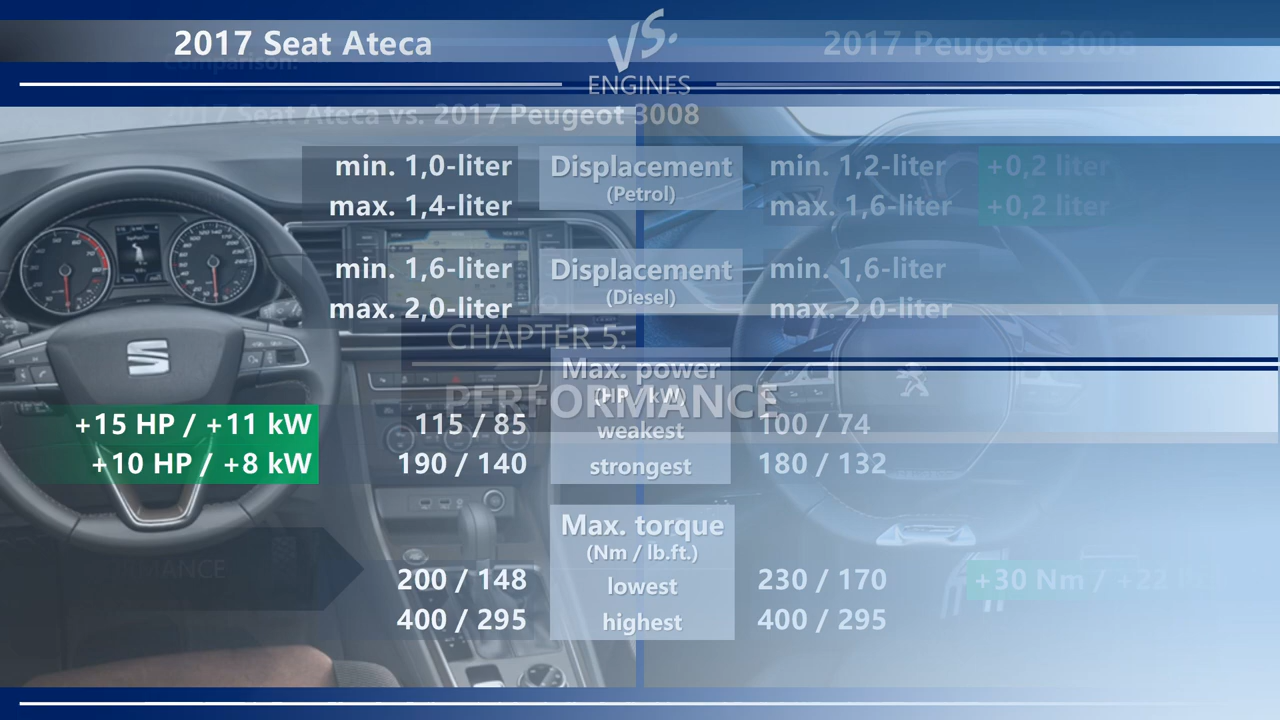 2017 Seat Ateca
VS.
2017 Peugeot 3008
Comparison:
ENGINES
2017 Seat Ateca vs. 2017 Peugeot 3008
min. 1,0-liter
Displacement
(Petrol)
min. 1,2-liter
+0,2 liter
max. 1,4-liter
max. 1,6-liter
+0,2 liter
min. 1,6-liter
Displacement
(Diesel)
min. 1,6-liter
max. 2,0-liter
max. 2,0-liter
CHAPTER 5:
PERFORMANCE
Max. power
(HP / kW)
+15 HP / +11 kW
115 / 85
weakest
100 / 74
+10 HP / +8 kW
190 / 140
strongest
180 / 132
Max. torque
(Nm / lb.ft.)
200 / 148
lowest
230 / 170
+30 Nm / +22
400 / 295
highest
400 / 295